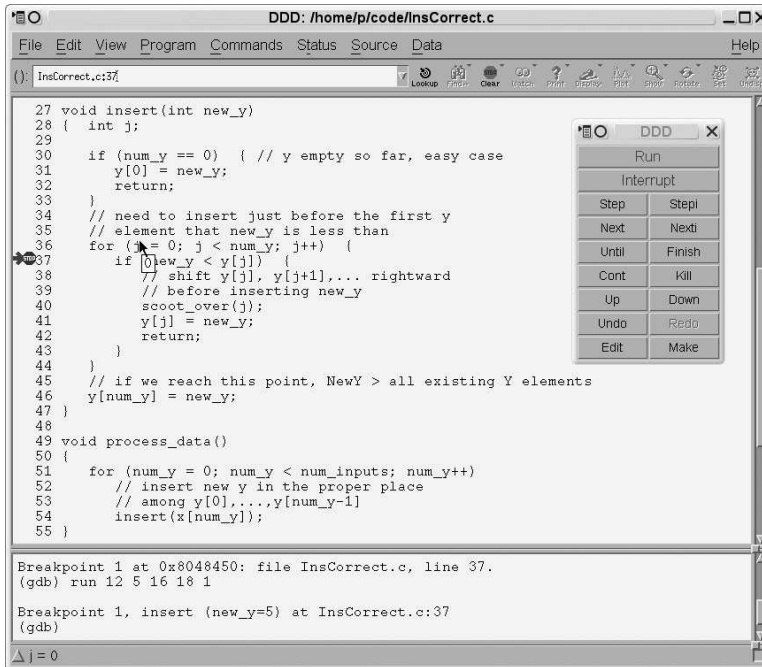 DDD: /home/p/code/InsCorrect.c
File Edit View Program Commands Status Source Data Help
(): InsCorrect.c:37
Lookup Find» Clear Watch Print Display Plot Show Rotate Set
27 void insert(int new_y)
28 {  int j;
29
30    if (num_y == 0)  { // y empty so far, easy case
31       y[0] = new_y;
32       return;
33    }
34    // need to insert just before the first y
35    // element that new_y is less than
36    for (j = 0; j < num_y; j++)  {
STOP 37       if 0 ew_y < y[j])  {
38          // shift y[j], y[j+1],... rightward
39          // before inserting new_y
40          scoot_over(j);
41          y[j] = new_y;
42          return;
43       }
44    }
45    // if we reach this point, NewY > all existing Y elements
46    y[num_y] = new_y;
47 }
48
49 void process_data()
50 {
51    for (num_y = 0; num_y < num_inputs; num_y++)
52       // insert new y in the proper place
53       // among y[0],...,y[num_y-1]
54       insert(x[num_y]);
55 }
DDD
Run
Interrupt
Step Stepi
Next Nexti
Until Finish
Cont Kill
Up Down
Undo Redo
Edit Make
Breakpoint 1 at 0x8048450: file InsCorrect.c, line 37.
(gdb) run 12 5 16 18 1
Breakpoint 1, insert (new_y=5) at InsCorrect.c:37
(gdb)
j = 0